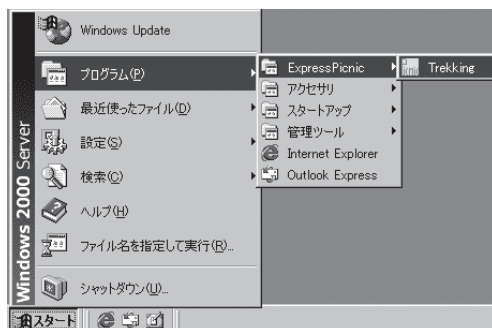 Windows 2000 Server
Windows Update
プログラム(P)
最近使ったファイル(D)
設定(S)
検索(C)
ヘルプ(H)
ファイル名を指定して実行(R)...
シャットダウン(U)...
スタート
ExpressPicnic
アクセサリ
スタートアップ
管理ツール
Internet Explorer
Outlook Express
Trekking